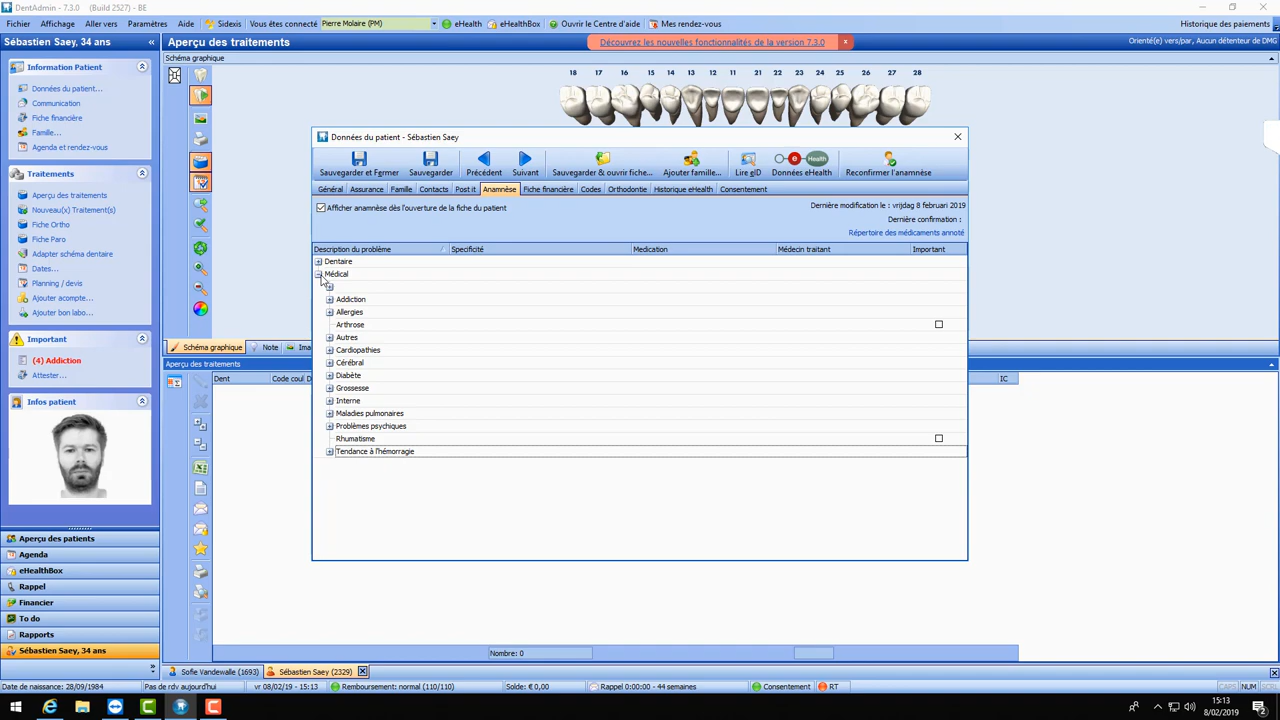 DentAdmin - 7.3.0 (Build 2527) - BE
Fichier Affichage Aller vers Paramètres Aide Sidexis Vous êtes connecté Pierre Molaire (PM) eHealth eHealthBox Ouvrir le Centre d'aide Mes rendez-vous Historique des paiements
Sébastien Saey, 34 ans «
Aperçu des traitements
Découvrez les nouvelles fonctionnalités de la version 7.3.0 x
Orienté(e) vers/par, Aucun détenteur de DMG
Schéma graphique
Information Patient
Données du patient...
Communication
Fiche financière
Famille...
Agenda et rendez-vous
Traitements
Aperçu des traitements
Nouveau(x) Traitement(s)
Fiche Ortho
Fiche Paro
Adapter schéma dentaire
Dates...
Planning / devis
Ajouter acompte...
Ajouter bon labo...
Important
(4) Addiction
Attester...
Infos patient
Aperçu des patients
Agenda
eHealthBox
Rappel
Financier
To do
Rapports
Sébastien Saey, 34 ans
18 17 16 15 14 13 12 11 21 22 23 24 25 26 27 28
Données du patient - Sébastien Saey
Sauvegarder et Fermer Sauvegarder Précédent Suivant Sauvegarder & ouvrir fiche... Ajouter famille... Lire eID Données eHealth Reconfirmer l'anamnèse
Général Assurance Famille Contacts Post it Anamnèse Fiche financière Codes Orthodontie Historique eHealth Consentement
Afficher anamnèse dès l'ouverture de la fiche du patient
Dernière modification le : vrijdag 8 februari 2019
Dernière confirmation :
Répertoire des médicaments annoté
Description du problème Specificité Medication Médecin traitant Important
Dentaire
Médical
Addiction
Allergies
Arthrose
Autres
Cardiopathies
Cérébral
Diabète
Grossesse
Interne
Maladies pulmonaires
Problèmes psychiques
Rhumatisme
Tendance à l'hémorragie
Schéma graphique Note Ima
Aperçu des traitements
Dent Code coul D IC
Nombre: 0
Sofie Vandewalle (1693) Sébastien Saey (2329)
Date de naissance: 28/09/1984 Pas de rdv aujourd'hui vr 08/02/19 - 15:13 Remboursement: normal (110/110) Solde: € 0,00 Rappel 0:00:00 - 44 semaines Consentement RT CAPS NUM SCRL
15:13
8/02/2019
2